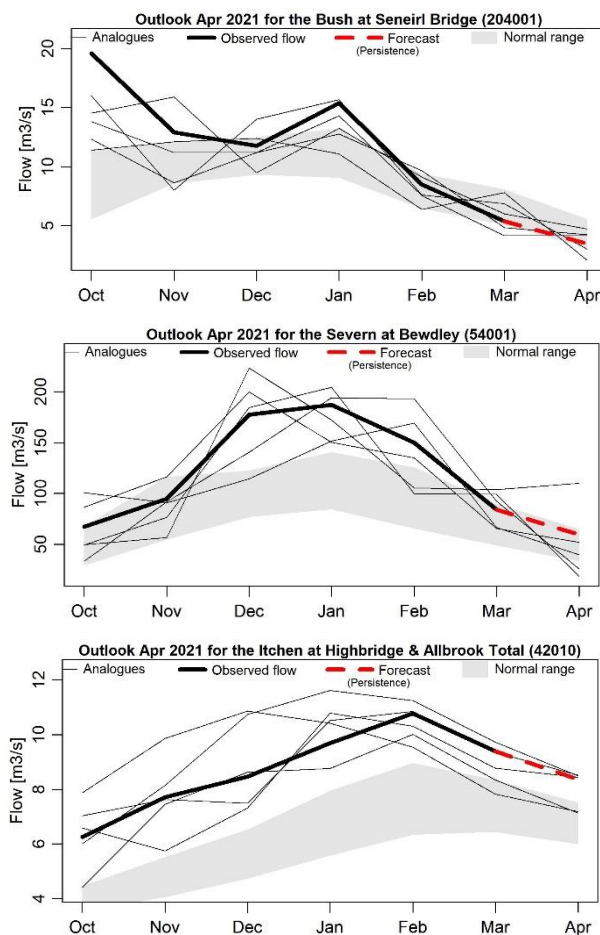 Outlook Apr 2021 for the Bush at Seneirl Bridge (204001)
Analogues Observed flow Forecast Normal range
(Persistence)
Flow [m3/s]
20
15
10
5
Oct Nov Dec Jan Feb Mar Apr
Outlook Apr 2021 for the Severn at Bewdley (54001)
Analogues Observed flow Forecast Normal range
(Persistence)
Flow [m3/s]
200
150
100
50
Oct Nov Dec Jan Feb Mar Apr
Outlook Apr 2021 for the Itchen at Highbridge & Allbrook Total (42010)
Analogues Observed flow Forecast Normal range
(Persistence)
Flow [m3/s]
12
10
8
6
4
Oct Nov Dec Jan Feb Mar Apr